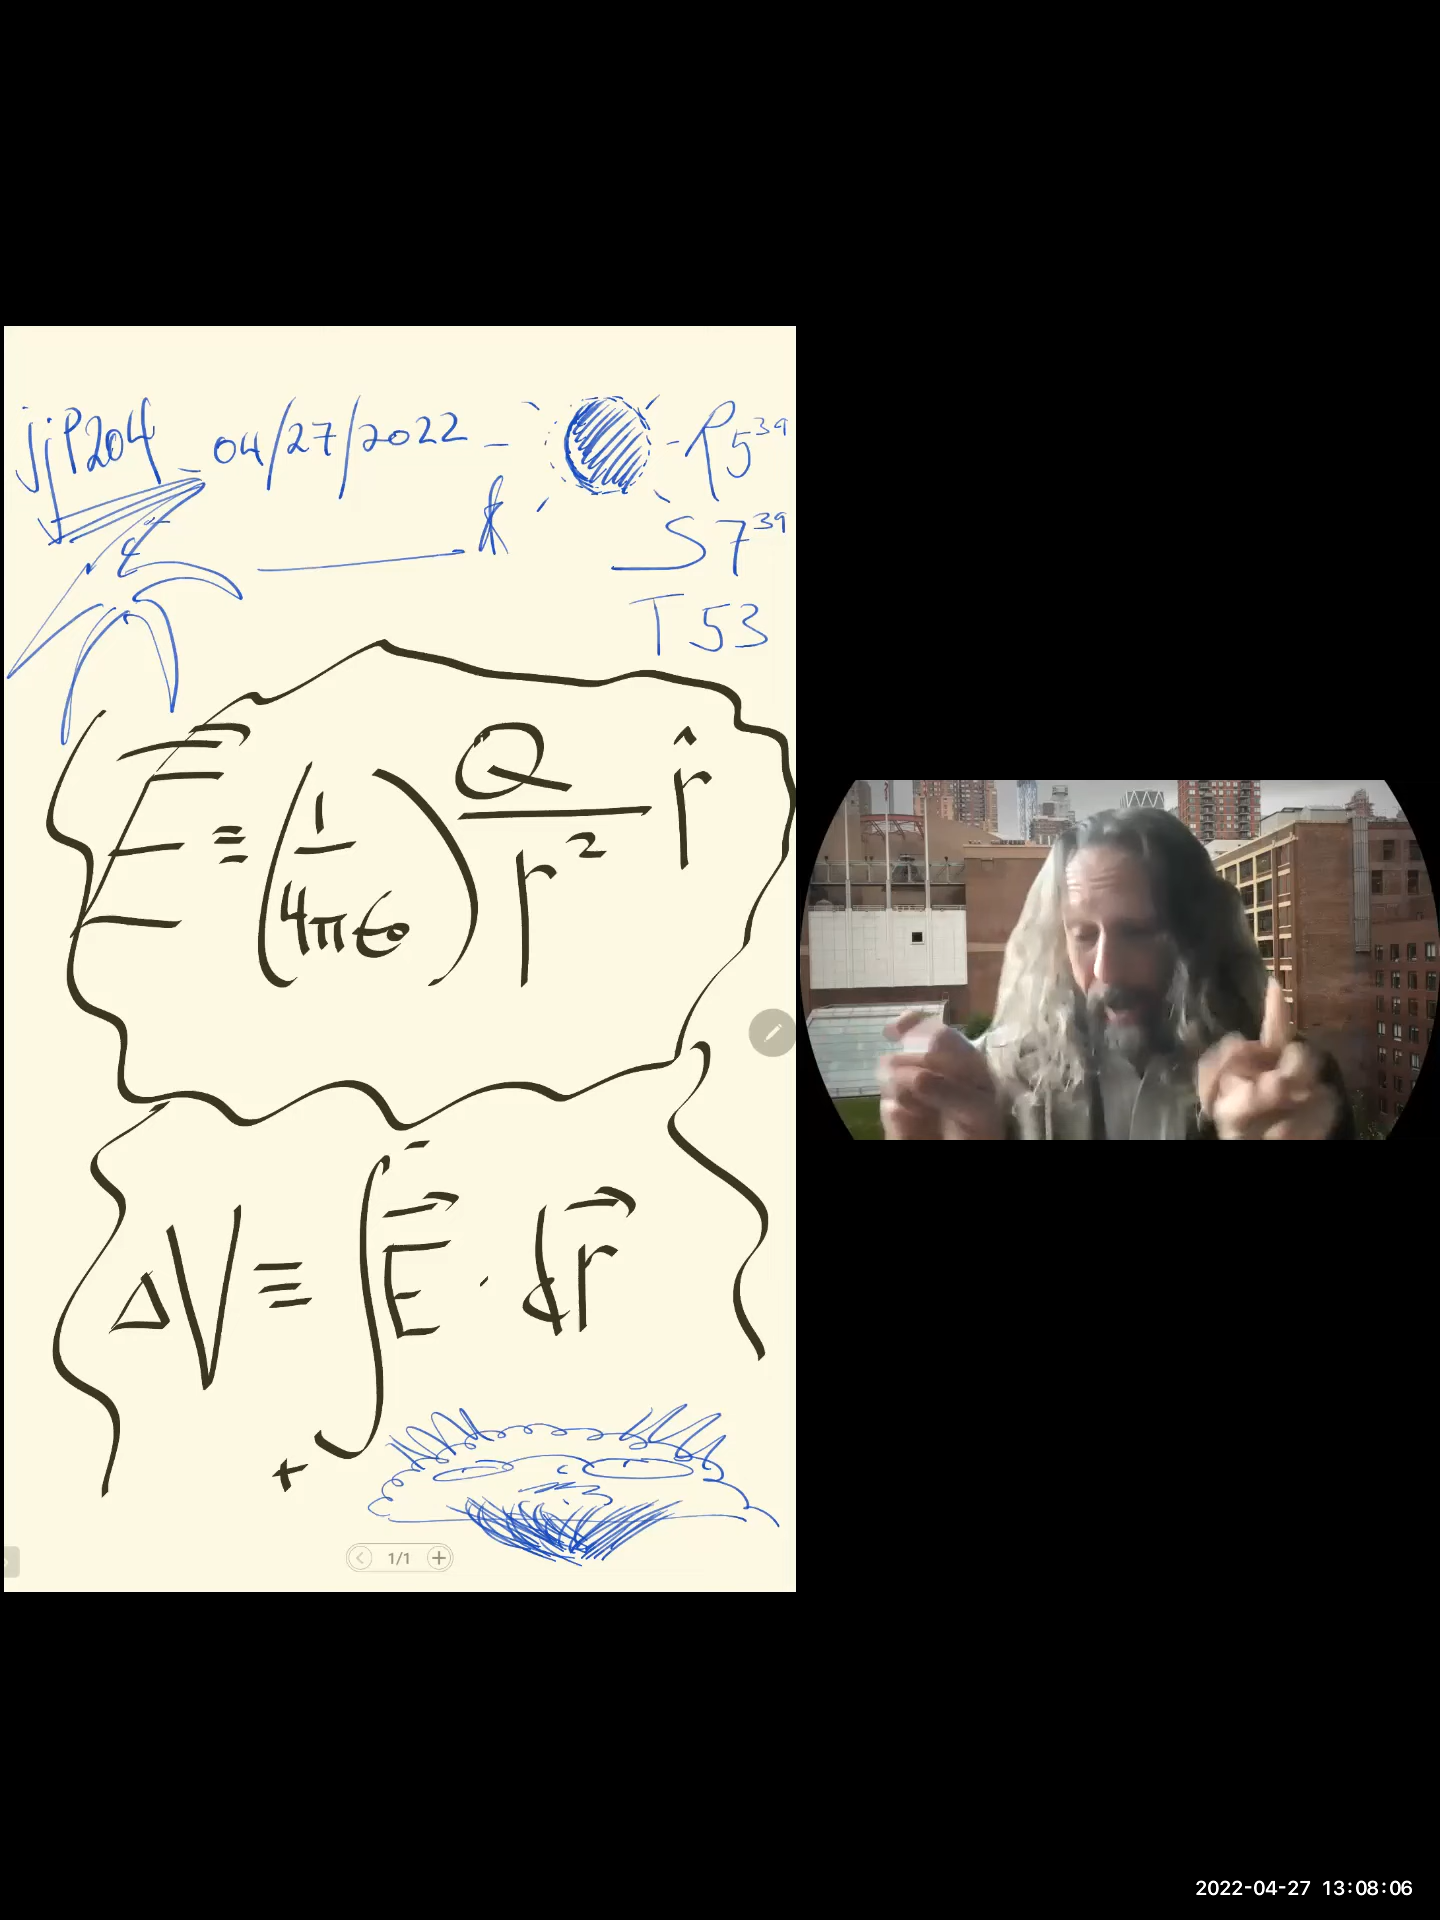 jjP204 - 04/27/2022 - - R5³⁹
S7³⁹
T53
E⃗ = (1/4πϵ₀) Q/r² r̂
ΔV ≡ ∫₊⁻ E⃗ · dr⃗
1/1
2022-04-27 13:08:06